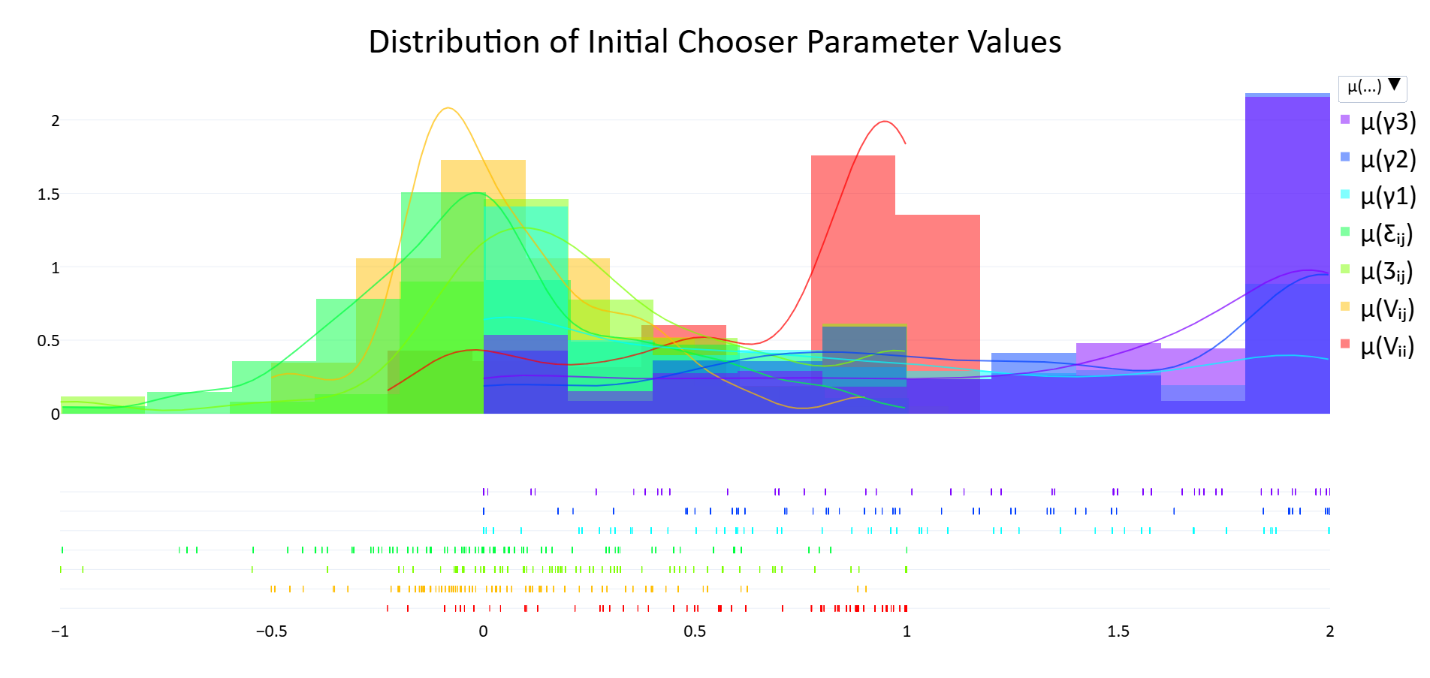 Distribution of Initial Chooser Parameter Values
μ(...) ▼
μ(γ3)
μ(γ2)
μ(γ1)
μ(Ɛᵢⱼ)
μ(Ʒᵢⱼ)
μ(Vᵢⱼ)
μ(Vᵢᵢ)
2
1.5
1
0.5
0
−1
−0.5
0
0.5
1
1.5
2